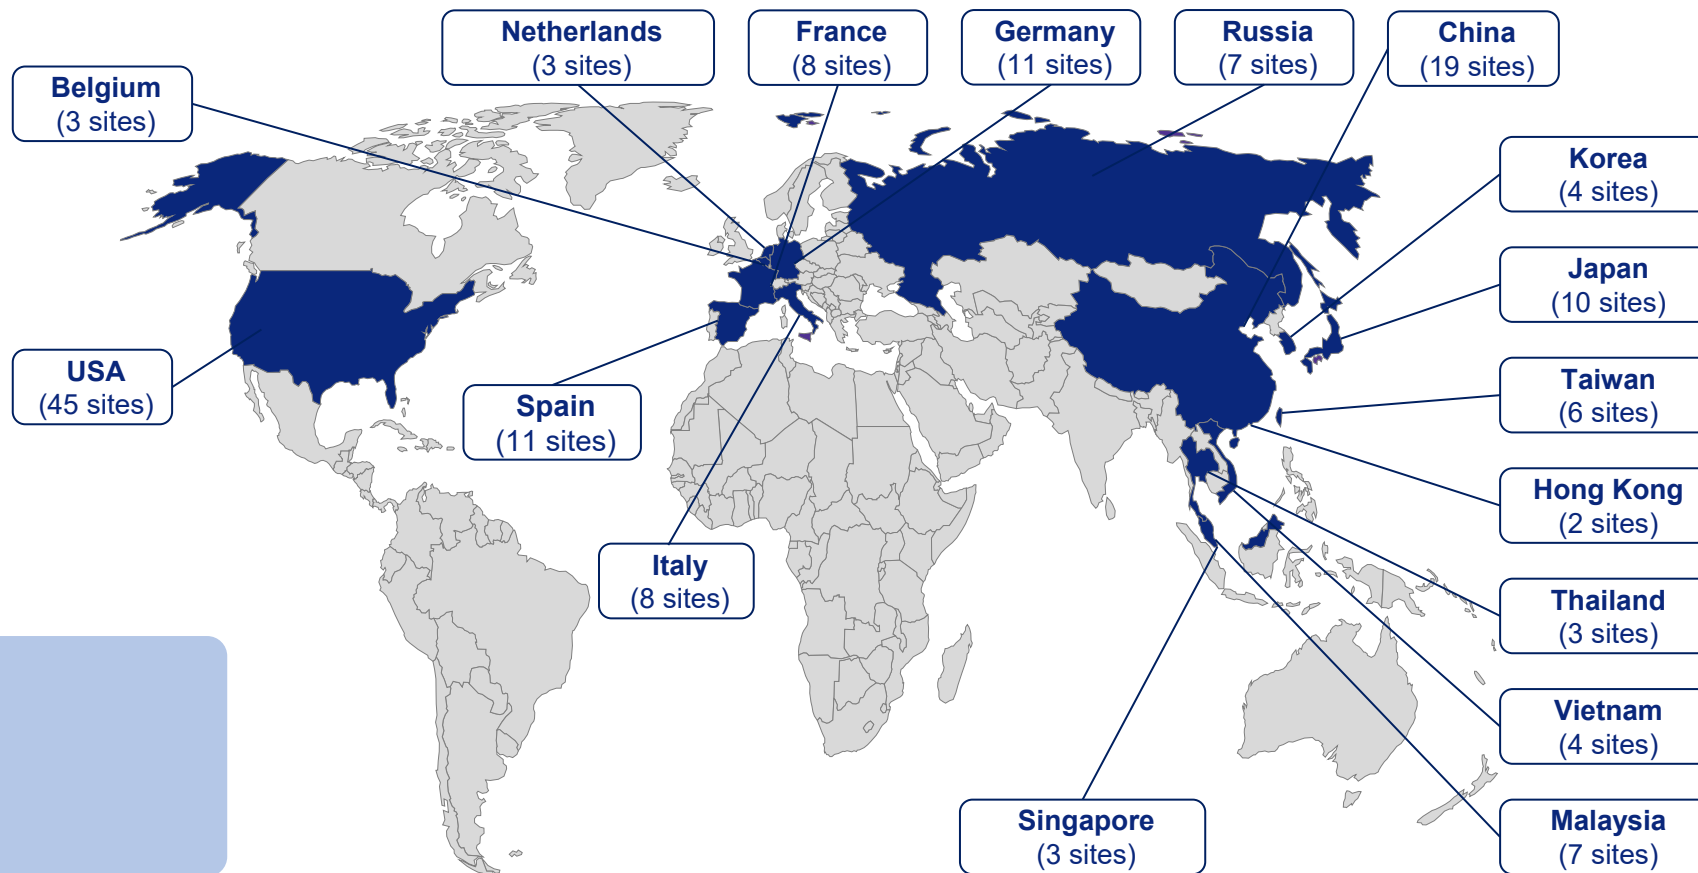 Netherlands
(3 sites)
France
(8 sites)
Germany
(11 sites)
Russia
(7 sites)
China
(19 sites)
Belgium
(3 sites)
Korea
(4 sites)
Japan
(10 sites)
USA
(45 sites)
Spain
(11 sites)
Taiwan
(6 sites)
Hong Kong
(2 sites)
Italy
(8 sites)
Thailand
(3 sites)
Vietnam
(4 sites)
Singapore
(3 sites)
Malaysia
(7 sites)